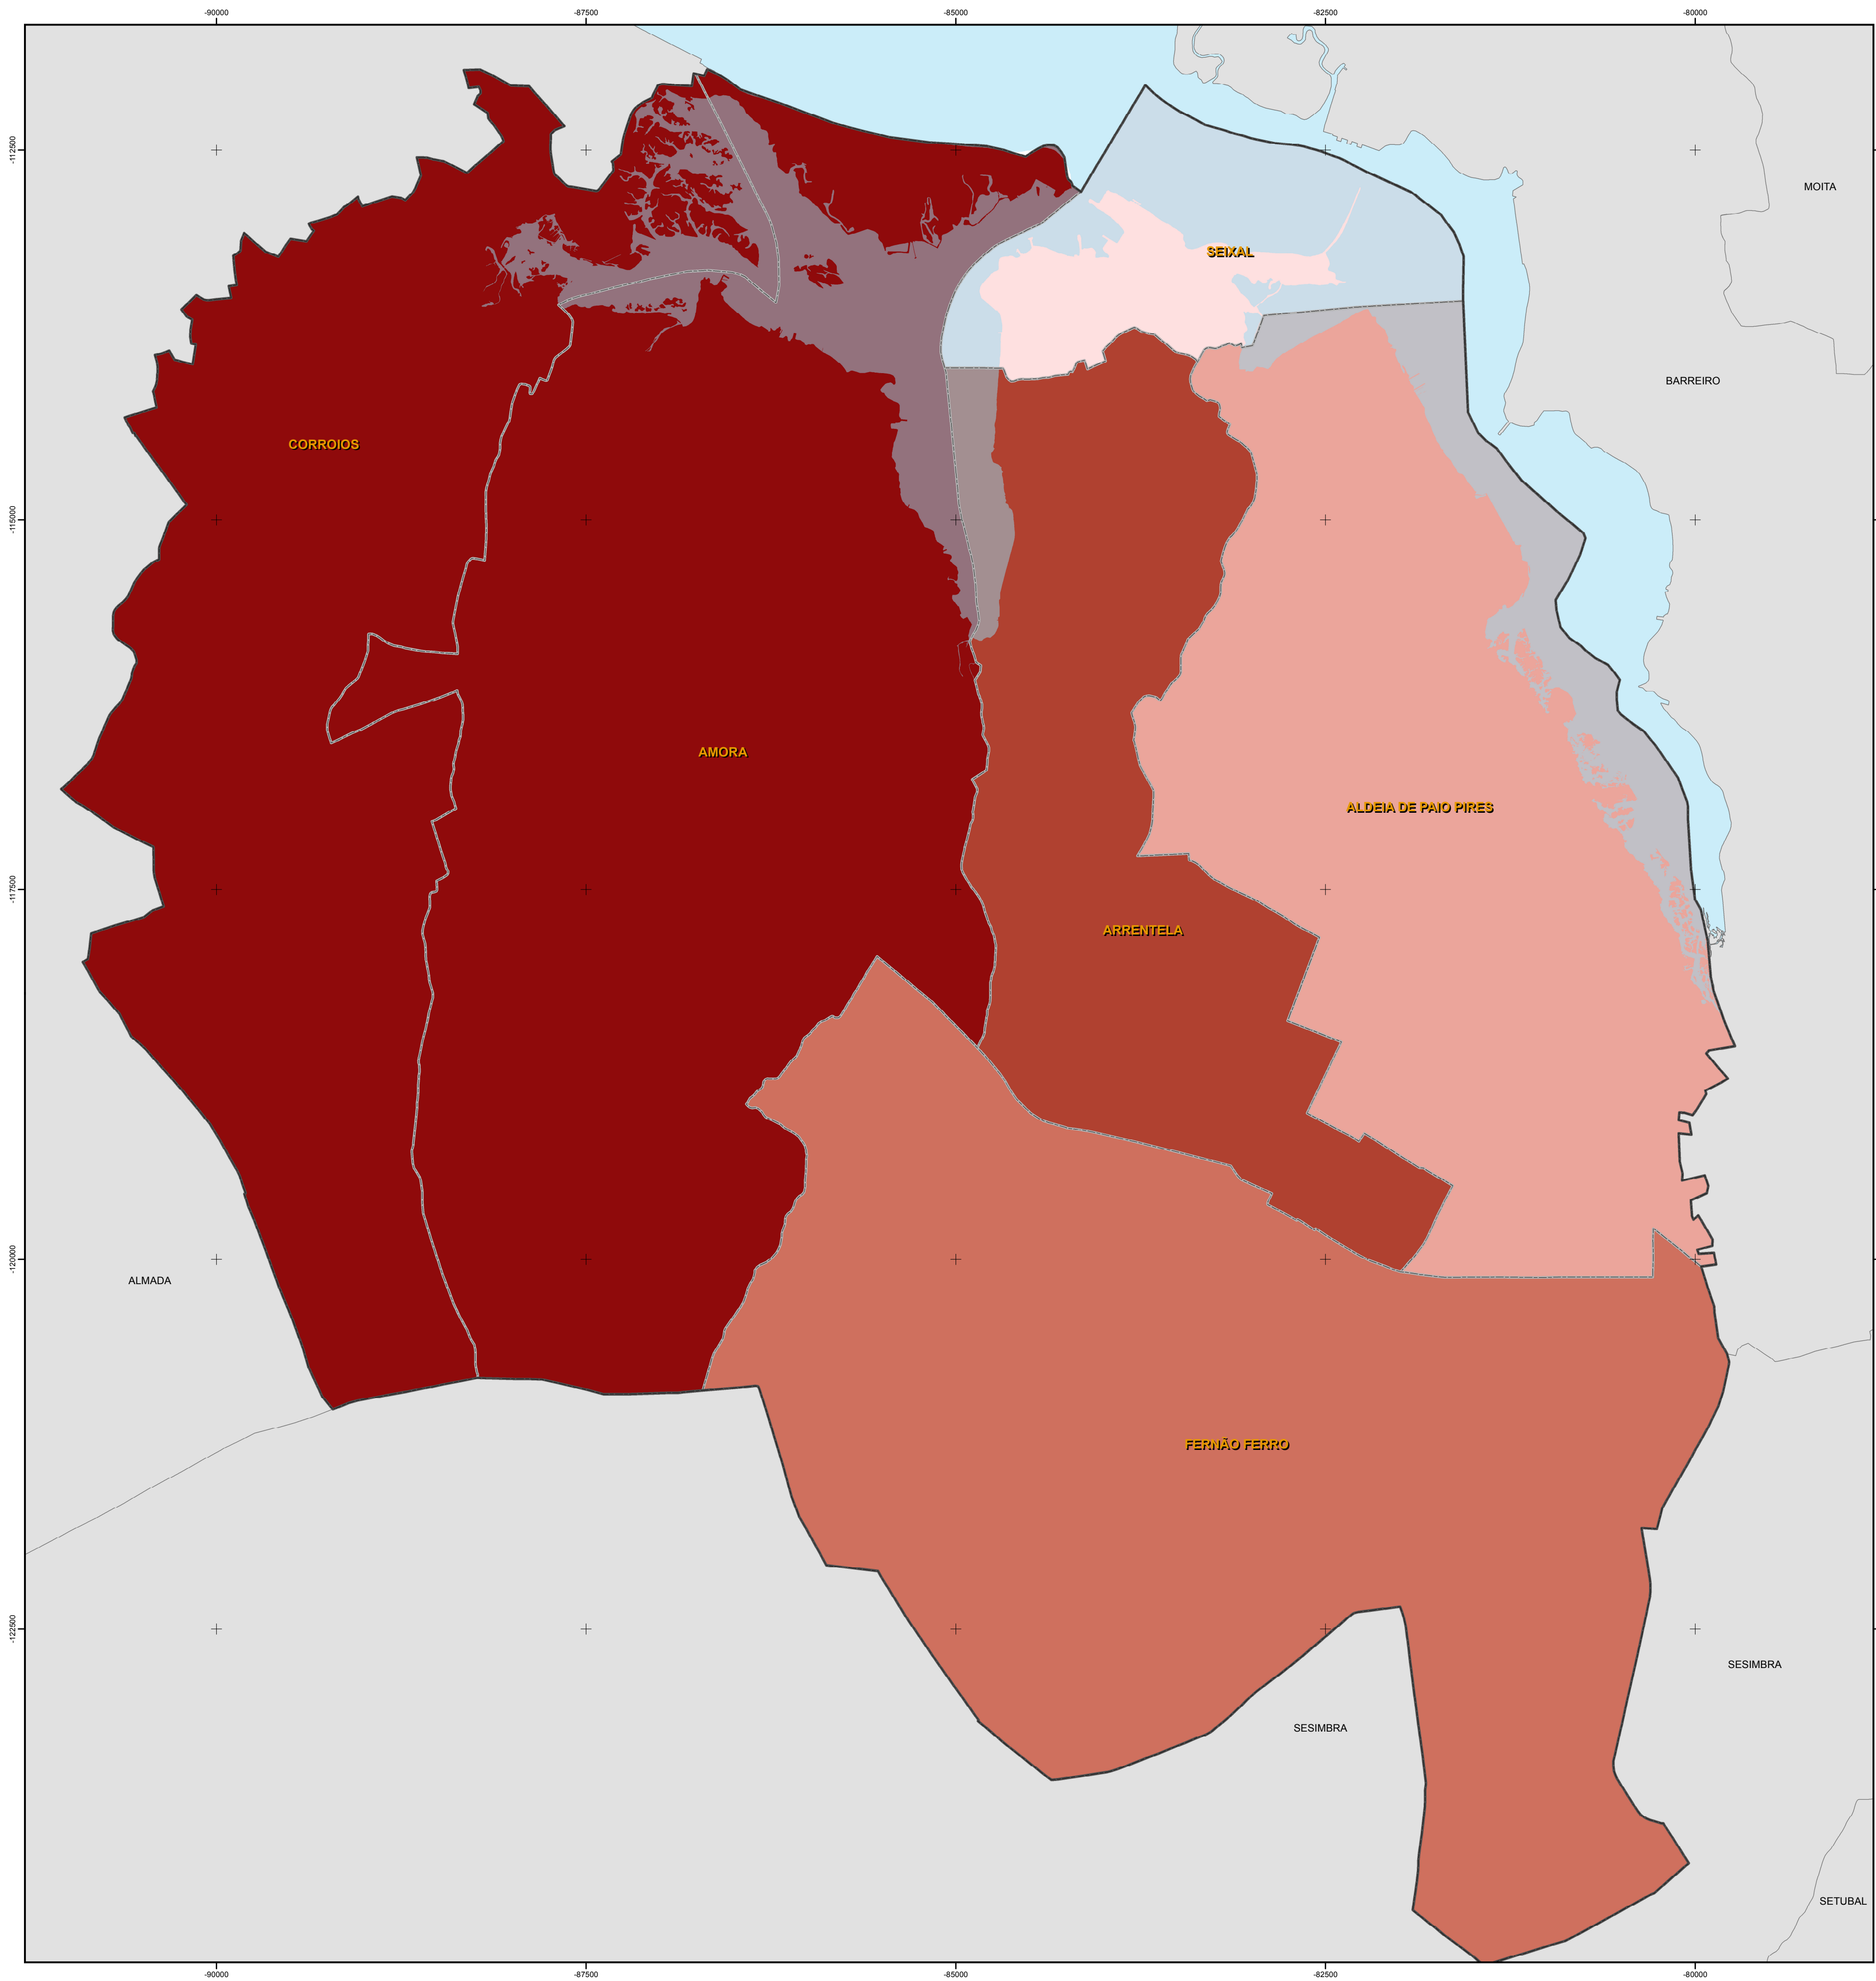 -90000 -87500 -85000 -82500 -80000
-112500
MOITA
SEIXAL
BARREIRO
CORROIOS
-115000
AMORA
ALDEIA DE PAIO PIRES
-117500
ARRENTELA
-120000
ALMADA
FERNÃO FERRO
-122500
SESIMBRA
SESIMBRA
SETUBAL
-90000 -87500 -85000 -82500 -80000